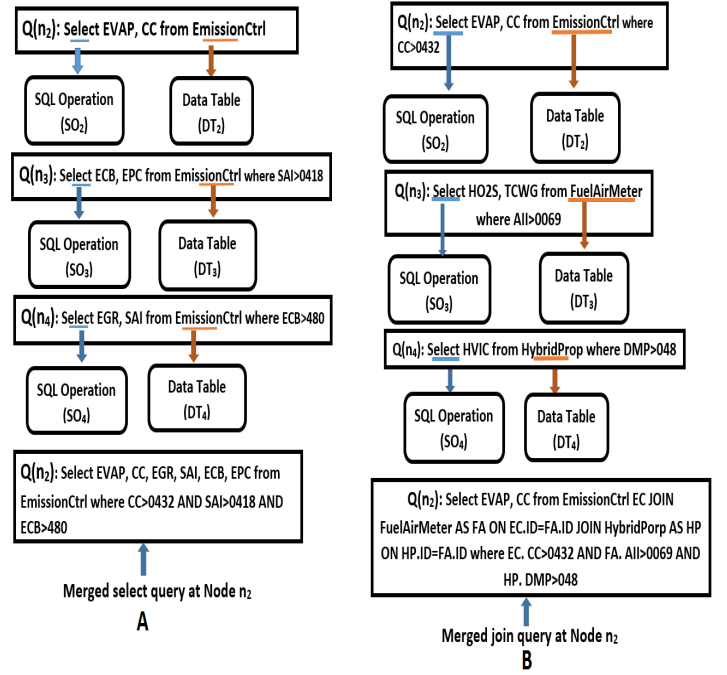 Q(n₂): Select EVAP, CC from EmissionCtrl
SQL Operation
(SO₂)
Data Table
(DT₂)
Q(n₃): Select ECB, EPC from EmissionCtrl where SAI>0418
SQL Operation
(SO₃)
Data Table
(DT₃)
Q(n₄): Select EGR, SAI from EmissionCtrl where ECB>480
SQL Operation
(SO₄)
Data Table
(DT₄)
Q(n₂): Select EVAP, CC, EGR, SAI, ECB, EPC from
EmissionCtrl where CC>0432 AND SAI>0418 AND
ECB>480
Merged select query at Node n₂
A
Q(n₂): Select EVAP, CC from EmissionCtrl where
CC>0432
SQL Operation
(SO₂)
Data Table
(DT₂)
Q(n₃): Select HO2S, TCWG from FuelAirMeter
where AII>0069
SQL Operation
(SO₃)
Data Table
(DT₃)
Q(n₄): Select HVIC from HybridProp where DMP>048
SQL Operation
(SO₄)
Data Table
(DT₄)
Q(n₂): Select EVAP, CC from EmissionCtrl EC JOIN
FuelAirMeter AS FA ON EC.ID=FA.ID JOIN HybridPorp AS HP
ON HP.ID=FA.ID where EC. CC>0432 AND FA. AII>0069 AND
HP. DMP>048
Merged join query at Node n₂
B